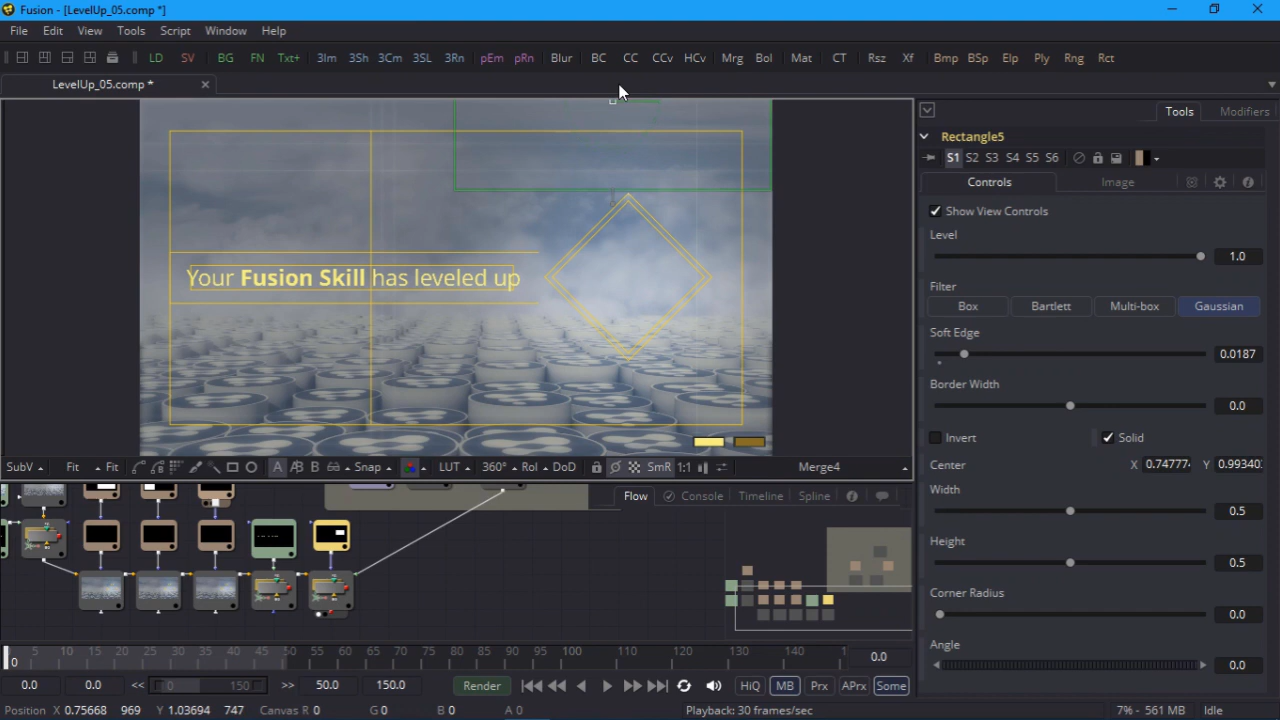 Fusion - [LevelUp_05.comp *]
File Edit View Tools Script Window Help
LD SV BG FN Txt+ 3Im 3Sh 3Cm 3SL 3Rn pEm pRn Blur BC CC CCv HCv Mrg Bol Mat CT Rsz Xf Bmp BSp Elp Ply Rng Rct
LevelUp_05.comp *
Tools Modifiers
Rectangle5
S1 S2 S3 S4 S5 S6
Controls Image
Show View Controls
Level
1.0
Filter
Box Bartlett Multi-box Gaussian
Soft Edge
0.0187
Border Width
0.0
Invert Solid
Center X 0.74777 Y 0.99340
Width
0.5
Height
0.5
Corner Radius
0.0
Angle
0.0
Your Fusion Skill has leveled up
SubV Fit Fit A B B Snap LUT 360° RoI DoD SmR 1:1 Merge4
Flow Console Timeline Spline
0 5 10 15 20 25 30 35 40 45 50 55 60 65 70 75 80 85 90 95 100 110 120 130 140 0.0
0.0 0.0 << 0 150 >> 50.0 150.0 Render HiQ MB Prx APrx Some
Position X 0.75668 969 Y 1.03694 747 Canvas R 0 G 0 B 0 A 0 Playback: 30 frames/sec 7% - 561 MB Idle